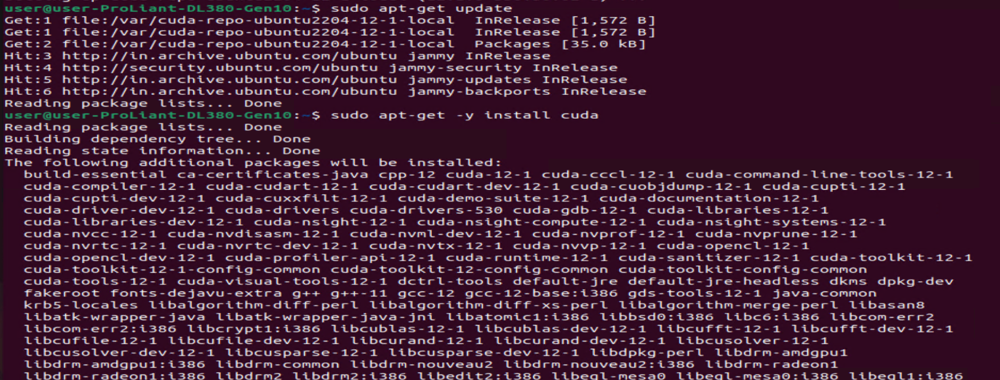 user@user-ProLiant-DL380-Gen10:~$ sudo apt-get update
Get:1 file:/var/cuda-repo-ubuntu2204-12-1-local  InRelease [1,572 B]
Get:1 file:/var/cuda-repo-ubuntu2204-12-1-local  InRelease [1,572 B]
Get:2 file:/var/cuda-repo-ubuntu2204-12-1-local  Packages [35.0 kB]
Hit:3 http://in.archive.ubuntu.com/ubuntu jammy InRelease
Hit:4 http://security.ubuntu.com/ubuntu jammy-security InRelease
Hit:5 http://in.archive.ubuntu.com/ubuntu jammy-updates InRelease
Hit:6 http://in.archive.ubuntu.com/ubuntu jammy-backports InRelease
Reading package lists... Done
user@user-ProLiant-DL380-Gen10:~$ sudo apt-get -y install cuda
Reading package lists... Done
Building dependency tree... Done
Reading state information... Done
The following additional packages will be installed:
  build-essential ca-certificates-java cpp-12 cuda-12-1 cuda-cccl-12-1 cuda-command-line-tools-12-1
  cuda-compiler-12-1 cuda-cudart-12-1 cuda-cudart-dev-12-1 cuda-cuobjdump-12-1 cuda-cupti-12-1
  cuda-cupti-dev-12-1 cuda-cuxxfilt-12-1 cuda-demo-suite-12-1 cuda-documentation-12-1
  cuda-driver-dev-12-1 cuda-drivers cuda-drivers-530 cuda-gdb-12-1 cuda-libraries-12-1
  cuda-libraries-dev-12-1 cuda-nsight-12-1 cuda-nsight-compute-12-1 cuda-nsight-systems-12-1
  cuda-nvcc-12-1 cuda-nvdisasm-12-1 cuda-nvml-dev-12-1 cuda-nvprof-12-1 cuda-nvprune-12-1
  cuda-nvrtc-12-1 cuda-nvrtc-dev-12-1 cuda-nvtx-12-1 cuda-nvvp-12-1 cuda-opencl-12-1
  cuda-opencl-dev-12-1 cuda-profiler-api-12-1 cuda-runtime-12-1 cuda-sanitizer-12-1 cuda-toolkit-12-1
  cuda-toolkit-12-1-config-common cuda-toolkit-12-config-common cuda-toolkit-config-common
  cuda-tools-12-1 cuda-visual-tools-12-1 dctrl-tools default-jre default-jre-headless dkms dpkg-dev
  fakeroot fonts-dejavu-extra g++ g++-11 gcc-12 gcc-12-base:i386 gds-tools-12-1 java-common
  krb5-locales libalgorithm-diff-perl libalgorithm-diff-xs-perl libalgorithm-merge-perl libasan8
  libatk-wrapper-java libatk-wrapper-java-jni libatomic1:i386 libbsd0:i386 libc6:i386 libcom-err2
  libcom-err2:i386 libcrypt1:i386 libcublas-12-1 libcublas-dev-12-1 libcufft-12-1 libcufft-dev-12-1
  libcufile-12-1 libcufile-dev-12-1 libcurand-12-1 libcurand-dev-12-1 libcusolver-12-1
  libcusolver-dev-12-1 libcusparse-12-1 libcusparse-dev-12-1 libdpkg-perl libdrm-amdgpu1
  libdrm-amdgpu1:i386 libdrm-common libdrm-nouveau2 libdrm-nouveau2:i386 libdrm-radeon1
  libdrm-radeon1:i386 libdrm2 libdrm2:i386 libedit2:i386 libegl-mesa0 libegl-mesa0:i386 libegl1:i386